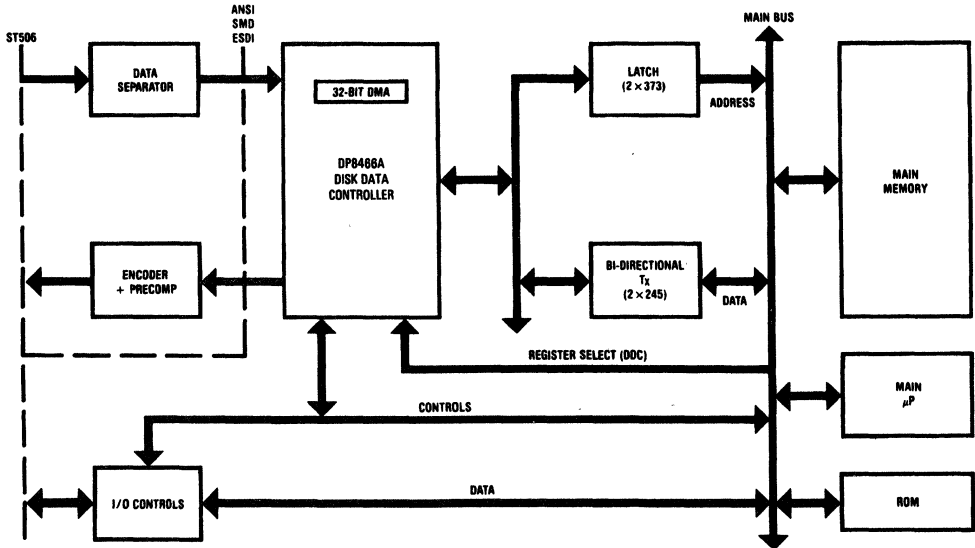 ST506
ANSI
SMD
ESDI
MAIN BUS
DATA
SEPARATOR
32-BIT DMA
DP8466A
DISK DATA
CONTROLLER
LATCH
(2 × 373)
ADDRESS
MAIN
MEMORY
ENCODER
+ PRECOMP
BI-DIRECTIONAL
Tx
(2 × 245)
DATA
REGISTER SELECT (DDC)
MAIN
μP
CONTROLS
I/O CONTROLS
DATA
ROM